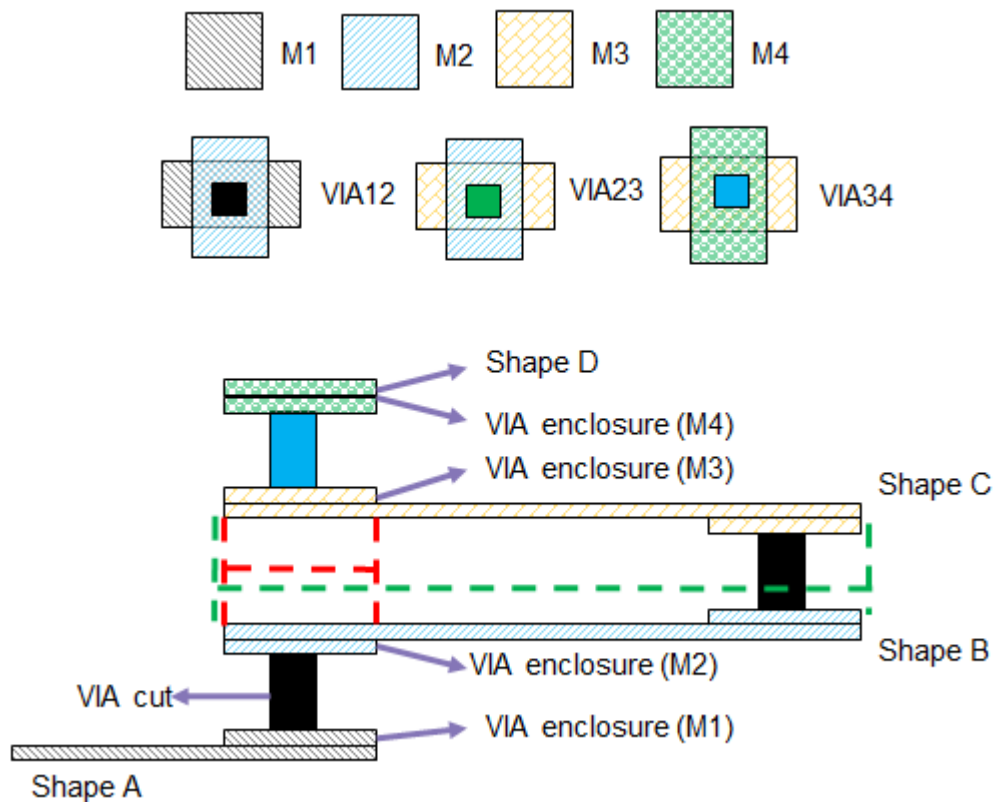 M1
M2
M3
M4
VIA12
VIA23
VIA34
Shape D
VIA enclosure (M4)
VIA enclosure (M3)
Shape C
Shape B
VIA enclosure (M2)
VIA cut
VIA enclosure (M1)
Shape A